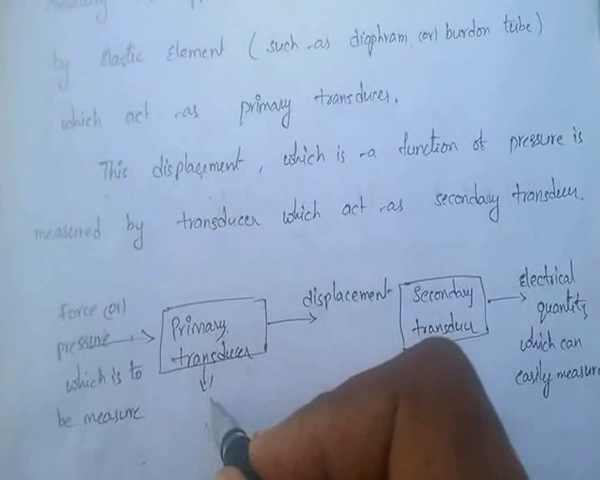 by Elastic Element (such as diaphram (or) burdon tube)
which act as primary transducer.
This displacement, which is a function of pressure is
measured by transducer which act as secondary transducer.
Force (or)
pressure
which is to
be measure
Primary
transducer
displacement
Secondary
transducer
electrical
quantity
which can
easily measure